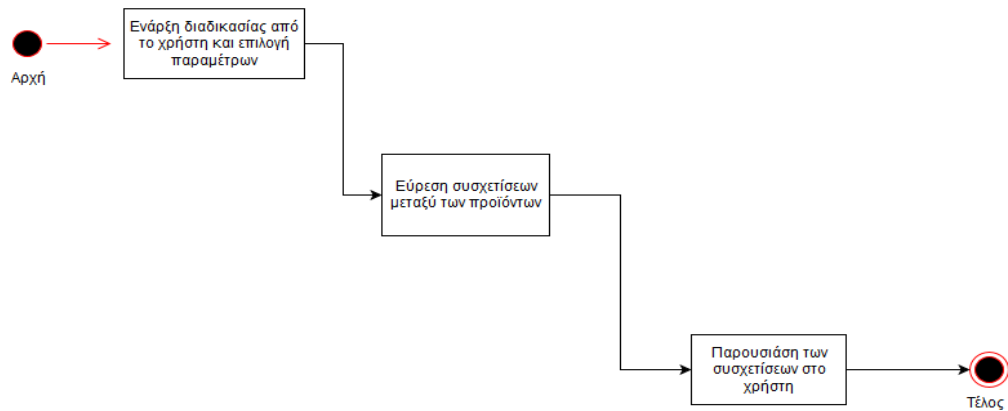 Ενάρξη διαδικασίας από
το χρήστη και επιλογή
παραμέτρων
Αρχή
Εύρεση συσχετίσεων
μεταξύ των προϊόντων
Παρουσιάση των
συσχετίσεων στο
χρήστη
Τέλος